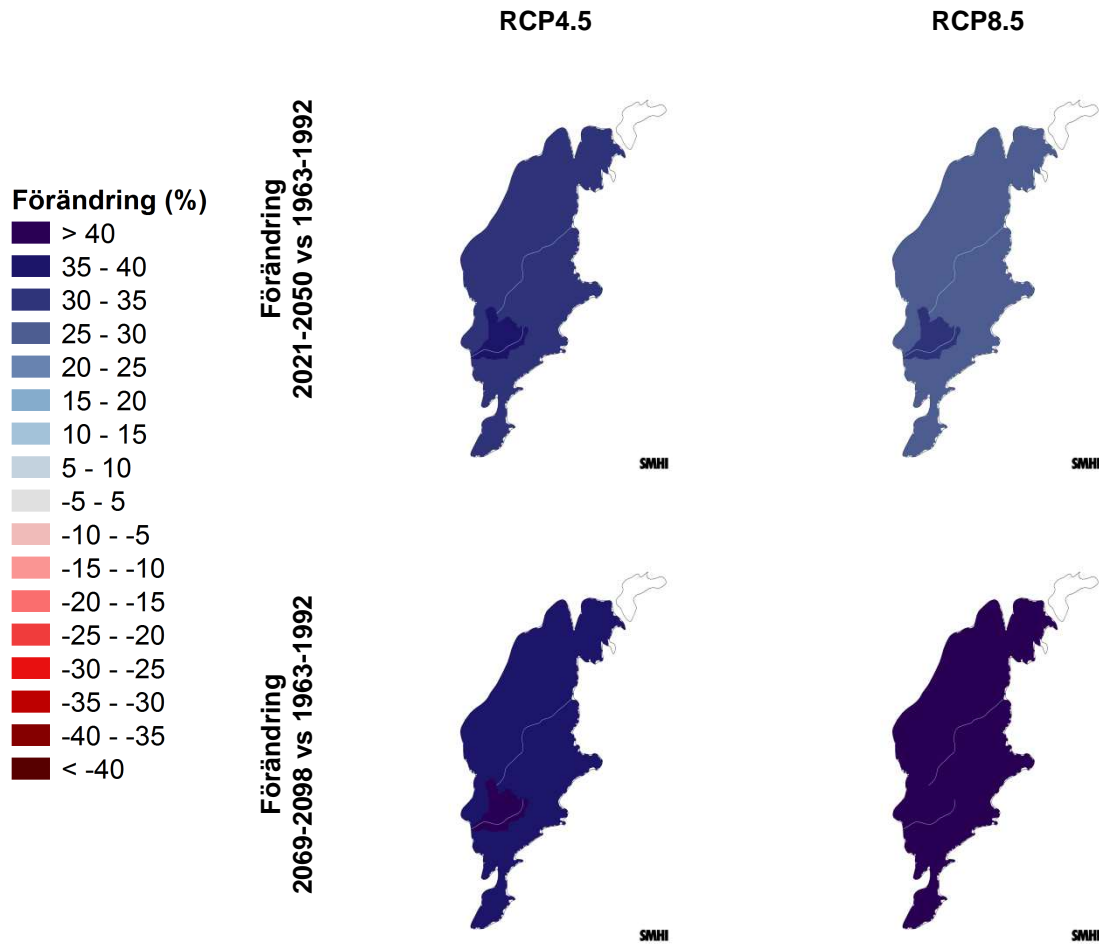 RCP4.5
RCP8.5
Förändring (%)
> 40
35 - 40
30 - 35
25 - 30
20 - 25
15 - 20
10 - 15
5 - 10
-5 - 5
-10 - -5
-15 - -10
-20 - -15
-25 - -20
-30 - -25
-35 - -30
-40 - -35
< -40
Förändring
2021-2050 vs 1963-1992
SMHI
SMHI
Förändring
2069-2098 vs 1963-1992
SMHI
SMHI